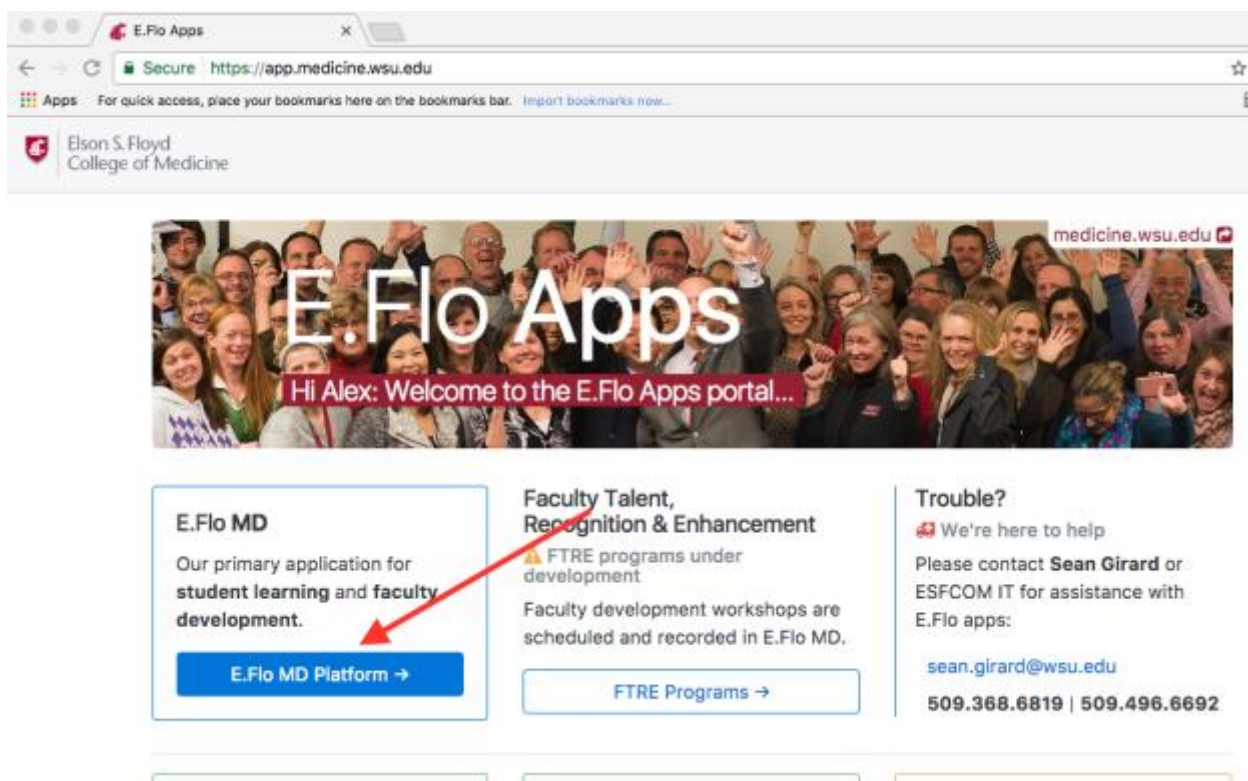 E.Flo Apps
Secure https://app.medicine.wsu.edu
Apps For quick access, place your bookmarks here on the bookmarks bar. Import bookmarks now...
Elson S. Floyd
College of Medicine
medicine.wsu.edu
E.Flo Apps
Hi Alex: Welcome to the E.Flo Apps portal...
E.Flo MD
Our primary application for
student learning and faculty
development.
E.Flo MD Platform →
Faculty Talent,
Recognition & Enhancement
FTRE programs under
development
Faculty development workshops are
scheduled and recorded in E.Flo MD.
FTRE Programs →
Trouble?
We're here to help
Please contact Sean Girard or
ESFCOM IT for assistance with
E.Flo apps:
sean.girard@wsu.edu
509.368.6819 | 509.496.6692